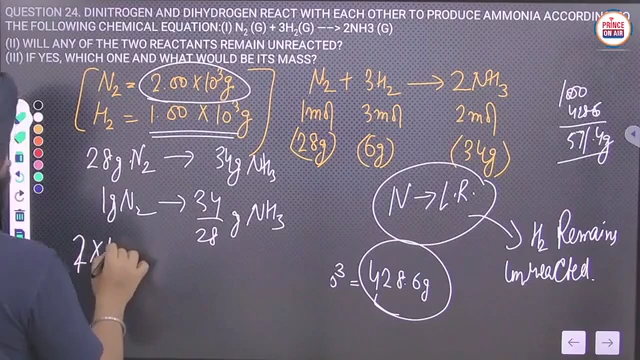 QUESTION 24. DINITROGEN AND DIHYDROGEN REACT WITH EACH OTHER TO PRODUCE AMMONIA ACCORDING TO
THE FOLLOWING CHEMICAL EQUATION:(I) N₂ (G) + 3H₂(G) ––> 2NH3 (G)
(II) WILL ANY OF THE TWO REACTANTS REMAIN UNREACTED?
(III) IF YES, WHICH ONE AND WHAT WOULD BE ITS MASS?
PRINCE
ON AIR
N₂ = 2.00 × 10³g
H₂ = 1.00 × 10³g
N₂ + 3H₂ → 2NH₃
1mol 3mol 2mol
(28g) (6g) (34g)
1000
428.6
571.4g
28g N₂ → 34g NH₃
1g N₂ → 34/28 g NH₃
2 ×
N → L.R.
H₂ Remains
unreacted.
³ = 428.6g